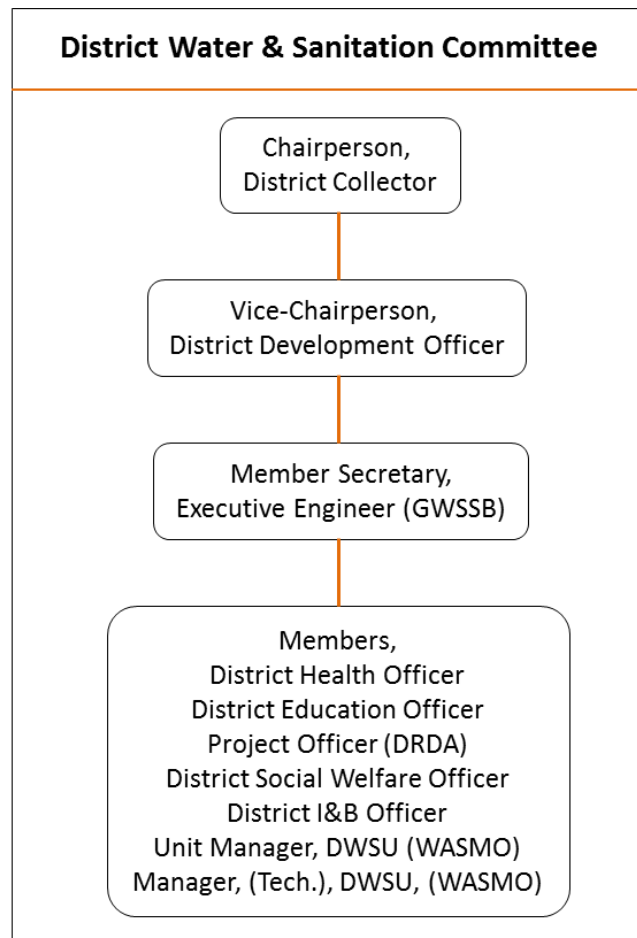 District Water & Sanitation Committee
Chairperson,
District Collector
Vice-Chairperson,
District Development Officer
Member Secretary,
Executive Engineer (GWSSB)
Members,
District Health Officer
District Education Officer
Project Officer (DRDA)
District Social Welfare Officer
District I&B Officer
Unit Manager, DWSU (WASMO)
Manager, (Tech.), DWSU, (WASMO)